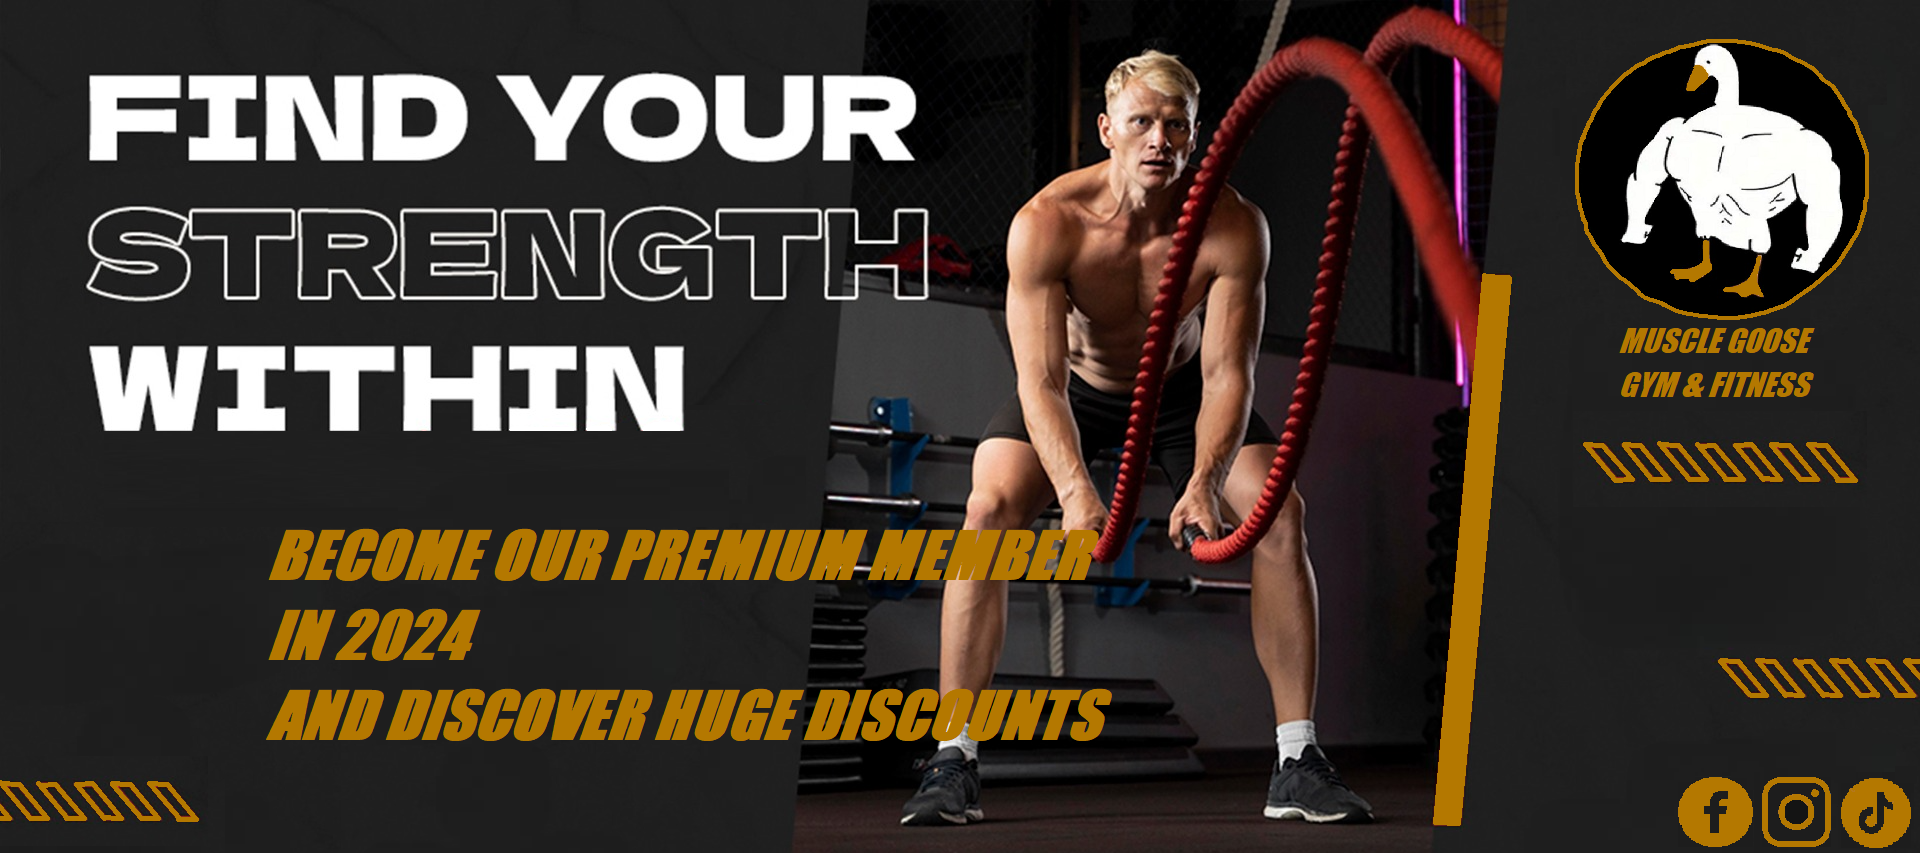 FIND YOUR
STRENGTH
WITHIN
BECOME OUR PREMIUM MEMBER
IN 2024
AND DISCOVER HUGE DISCOUNTS
MUSCLE GOOSE
GYM & FITNESS